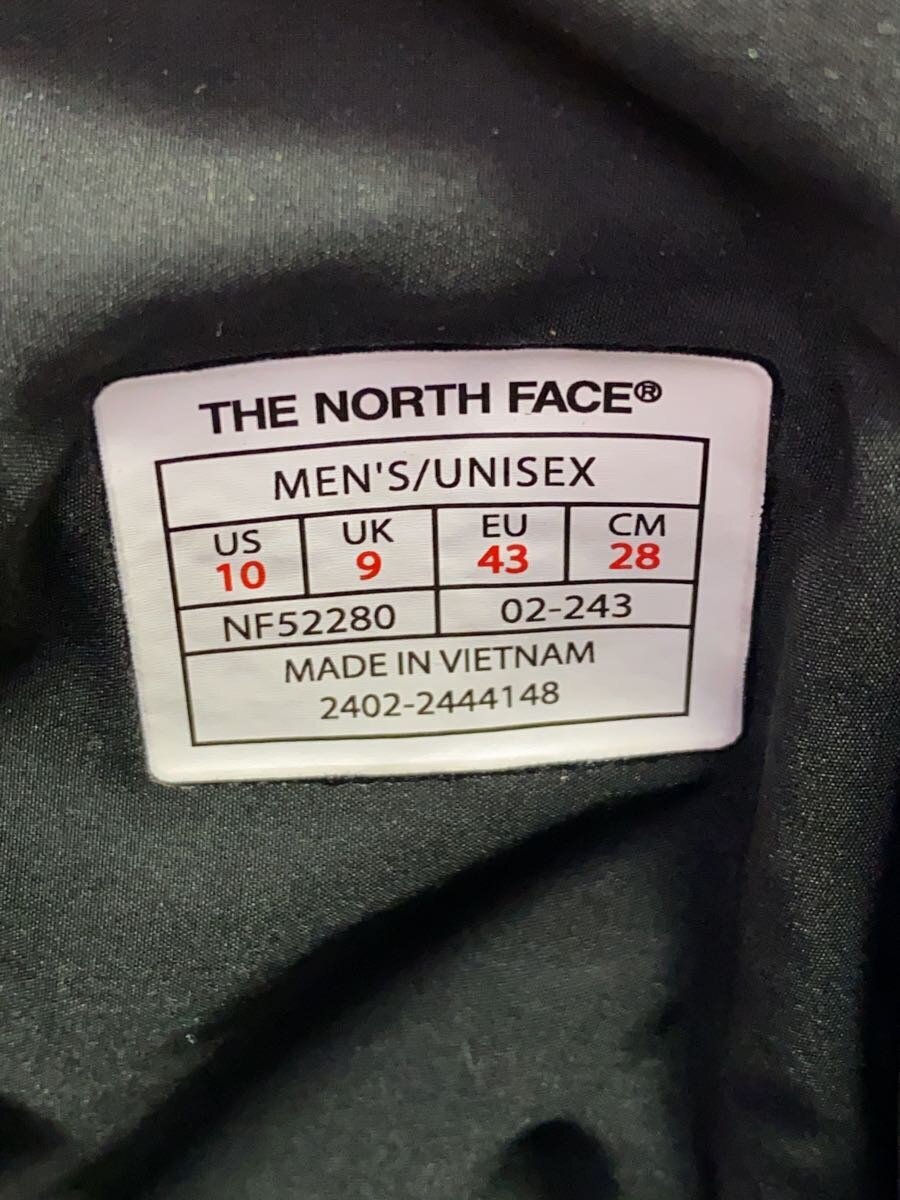 THE NORTH FACE®
MEN'S/UNISEX
US UK EU CM
10 9 43 28
NF52280 02-243
MADE IN VIETNAM
2402-2444148